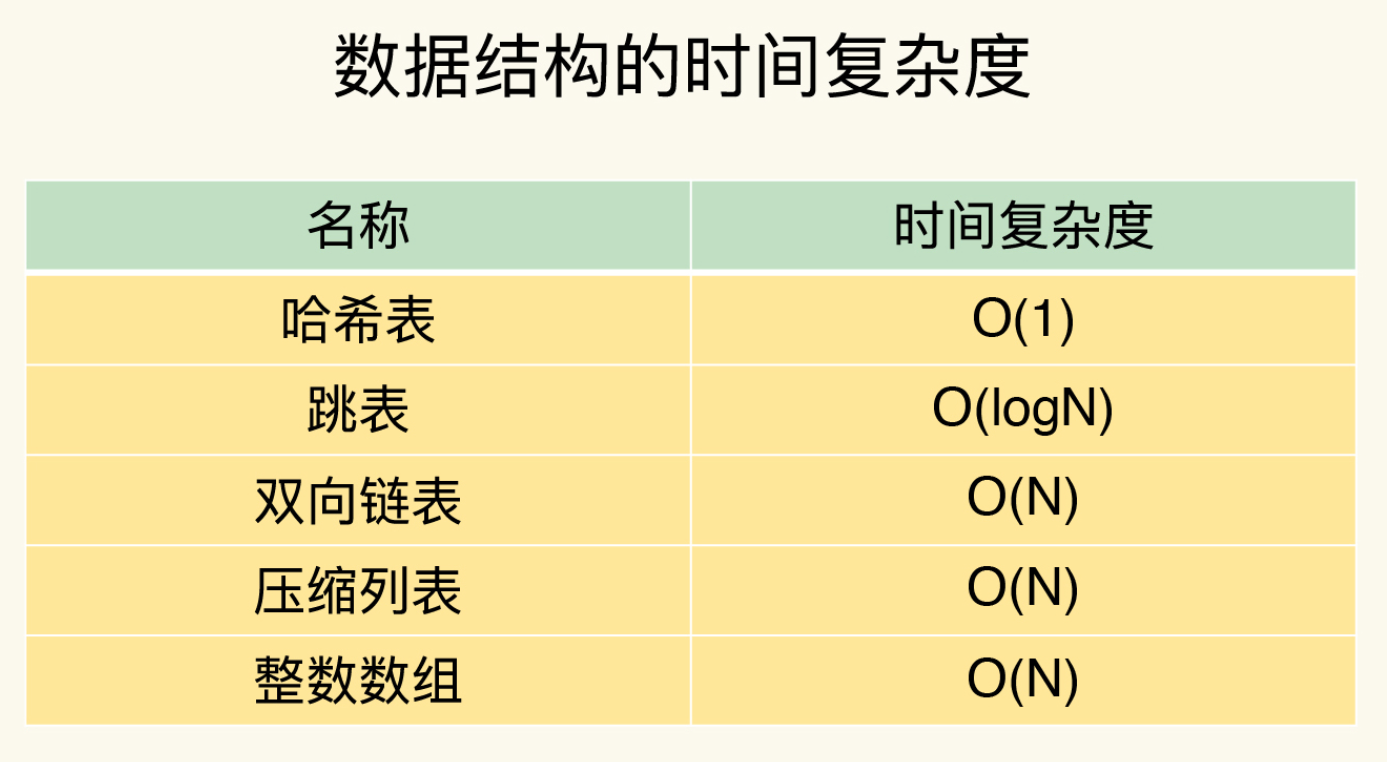 数据结构的时间复杂度
名称 时间复杂度
哈希表 O(1)
跳表 O(logN)
双向链表 O(N)
压缩列表 O(N)
整数数组 O(N)